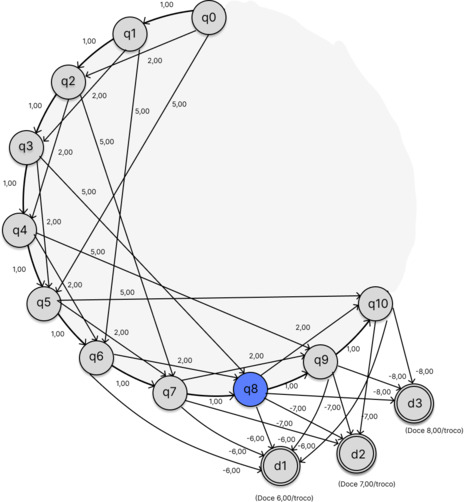 1,00
q0
q1
1,00
2,00
q2
2,00
5,00
5,00
1,00
q3
2,00
5,00
1,00
5,00
q4
2,00
5,00
1,00
2,00
5,00
q5
q10
1,00
2,00
2,00
1,00
q6
2,00
2,00
q9
1,00
q7
1,00
q8
1,00
-8,00
-8,00
-8,00
d3
-7,00
-7,00
-7,00
-7,00
(Doce 8,00/troco)
-6,00
-6,00
-6,00
-6,00
-6,00
d1
d2
(Doce 7,00/troco)
(Doce 6,00/troco)